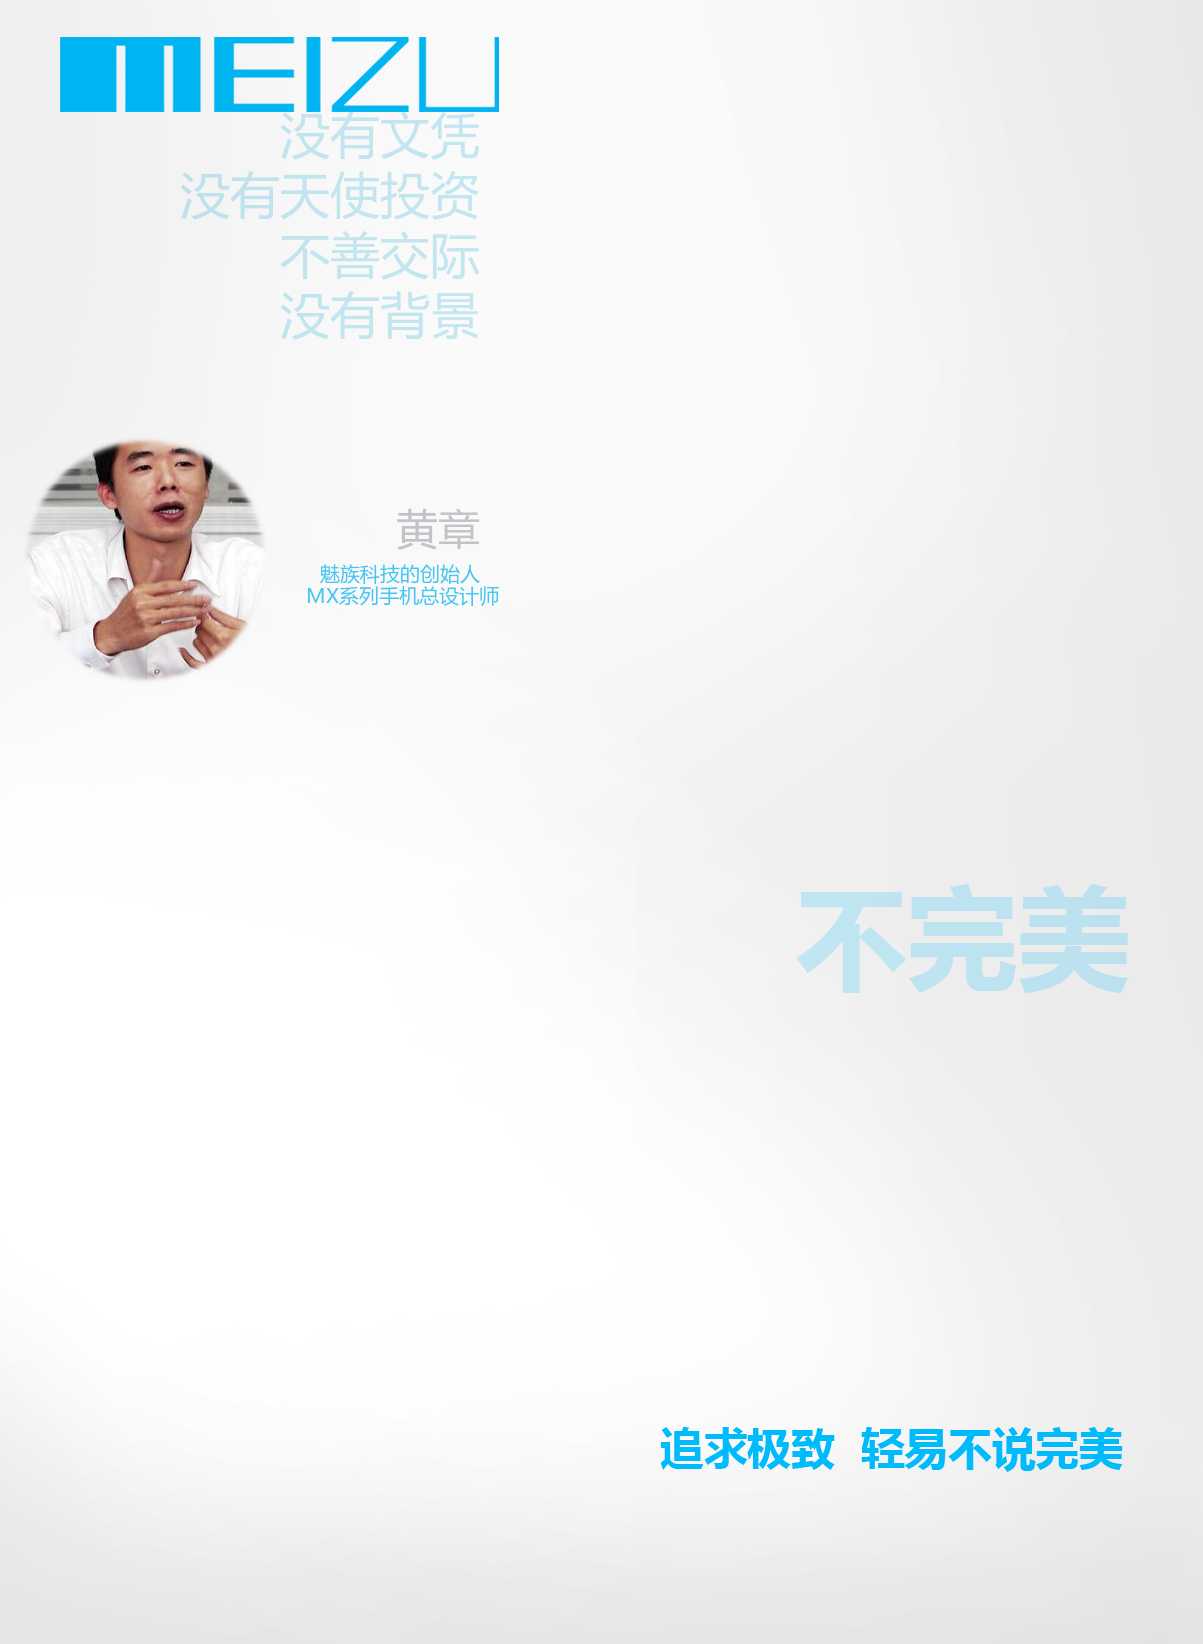 MEIZU
没有文凭
没有天使投资
不善交际
没有背景
黄章
魅族科技的创始人
MX系列手机总设计师
不完美
追求极致 轻易不说完美